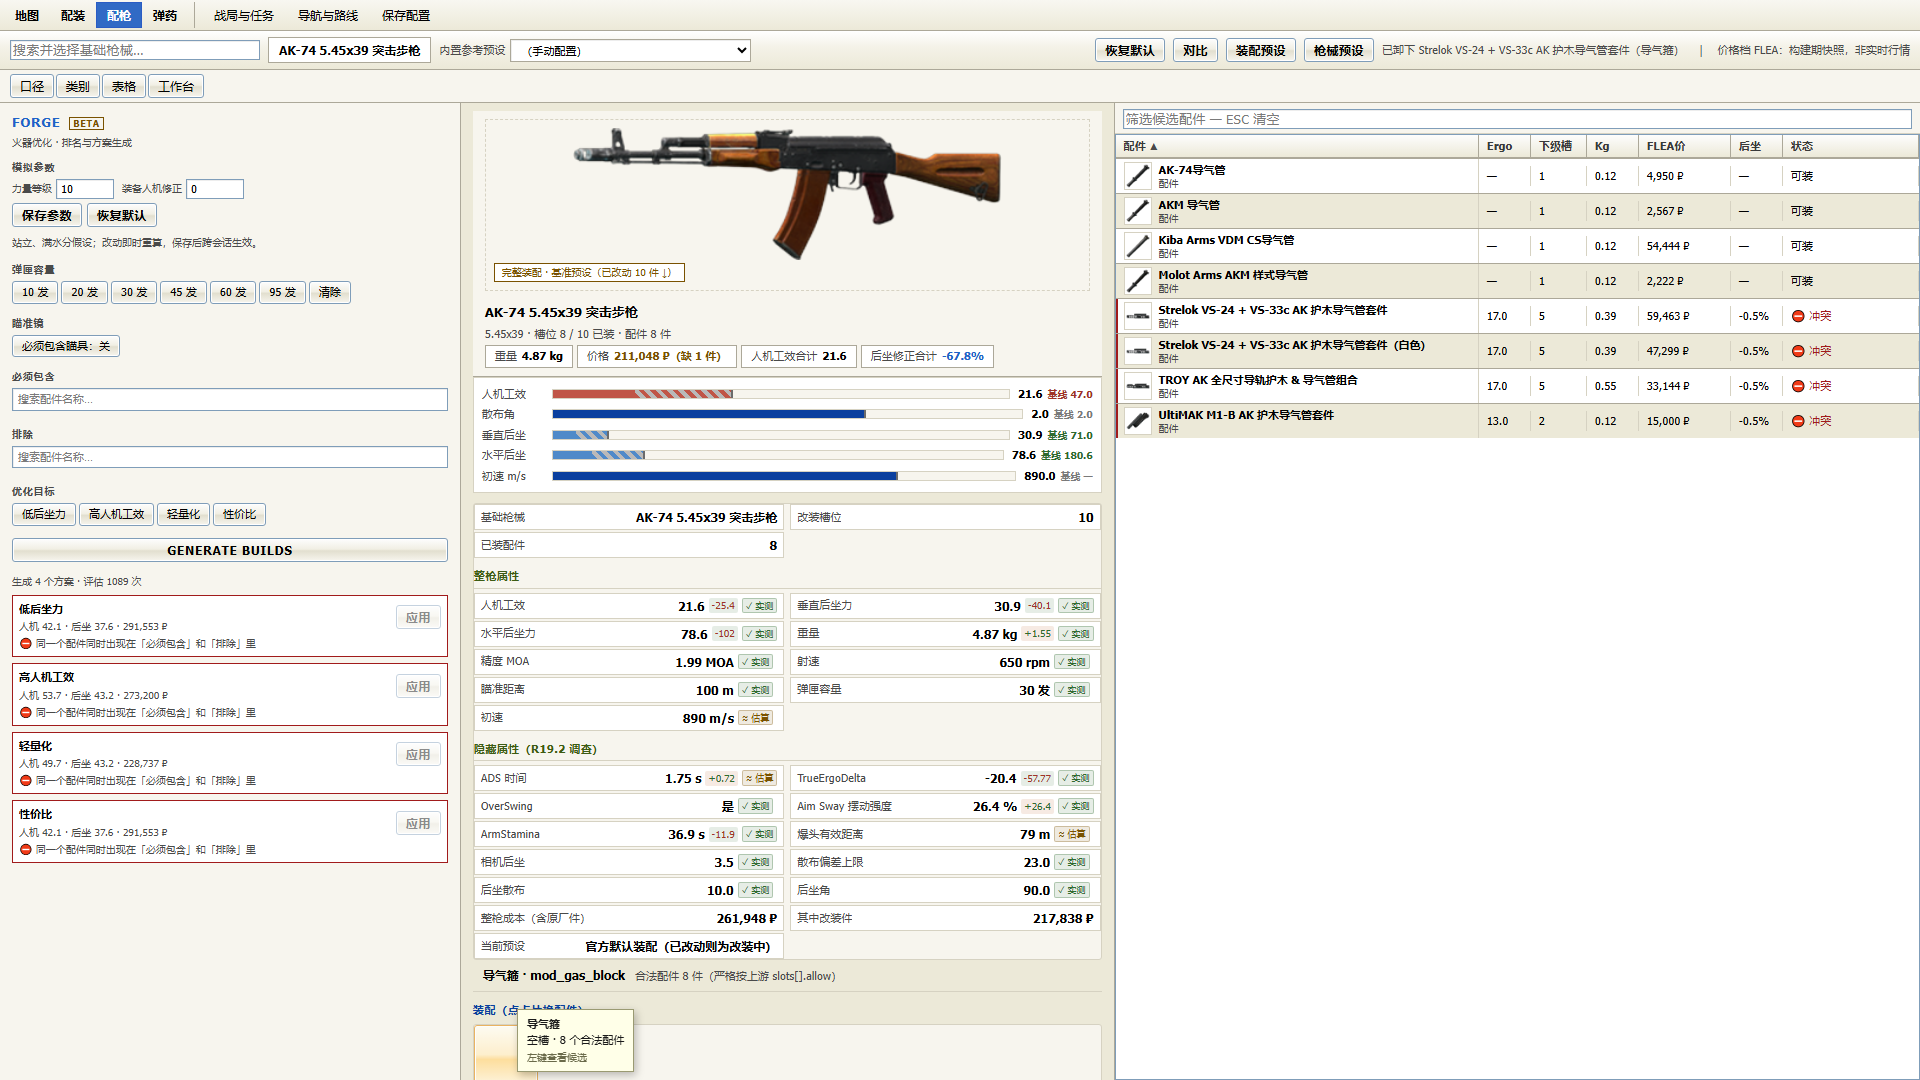 地图 配装 配枪 弹药 战局与任务 导航与路线 保存配置
搜索并选择基础枪械... AK-74 5.45x39 突击步枪 内置参考预设 (手动配置) 恢复默认 对比 装配预设 枪械预设 已卸下 Strelok VS-24 + VS-33c AK 护木导气管套件（导气箍） | 价格档 FLEA：构建期快照，非实时行情
口径 类别 表格 工作台
FORGE BETA
火器优化 · 排名与方案生成
模拟参数
力量等级 10 装备人机修正 0
保存参数 恢复默认
站立、满水分假设；改动即时重算，保存后跨会话生效。
弹匣容量
10 发 20 发 30 发 45 发 60 发 95 发 清除
瞄准镜
必须包含瞄具：关
必须包含
搜索配件名称...
排除
搜索配件名称...
优化目标
低后坐力 高人机工效 轻量化 性价比
GENERATE BUILDS
生成 4 个方案 · 评估 1089 次
低后坐力
人机 42.1 · 后坐 37.6 · 291,553 ₽
同一个配件同时出现在「必须包含」和「排除」里
应用
高人机工效
人机 53.7 · 后坐 43.2 · 273,200 ₽
同一个配件同时出现在「必须包含」和「排除」里
应用
轻量化
人机 49.7 · 后坐 43.2 · 228,737 ₽
同一个配件同时出现在「必须包含」和「排除」里
应用
性价比
人机 42.1 · 后坐 37.6 · 291,553 ₽
同一个配件同时出现在「必须包含」和「排除」里
应用
完整装配 · 基准预设（已改动 10 件 ↓）
AK-74 5.45x39 突击步枪
5.45x39 · 槽位 8 / 10 已装 · 配件 8 件
重量 4.87 kg 价格 211,048 ₽（缺 1 件） 人机工效合计 21.6 后坐修正合计 -67.8%
人机工效 21.6 基线 47.0
散布角 2.0 基线 2.0
垂直后坐 30.9 基线 71.0
水平后坐 78.6 基线 180.6
初速 m/s 890.0 基线 —
基础枪械 AK-74 5.45x39 突击步枪 改装槽位 10
已装配件 8
整枪属性
人机工效 21.6 -25.4 ✓ 实测 垂直后坐力 30.9 -40.1 ✓ 实测
水平后坐力 78.6 -102 ✓ 实测 重量 4.87 kg +1.55 ✓ 实测
精度 MOA 1.99 MOA ✓ 实测 射速 650 rpm ✓ 实测
瞄准距离 100 m ✓ 实测 弹匣容量 30 发 ✓ 实测
初速 890 m/s ≈ 估算
隐藏属性（R19.2 调查）
ADS 时间 1.75 s +0.72 ≈ 估算 TrueErgoDelta -20.4 -57.77 ✓ 实测
OverSwing 是 ✓ 实测 Aim Sway 摆动强度 26.4 % +26.4 ✓ 实测
ArmStamina 36.9 s -11.9 ✓ 实测 爆头有效距离 79 m ≈ 估算
相机后坐 3.5 ✓ 实测 散布偏差上限 23.0 ✓ 实测
后坐散布 10.0 ✓ 实测 后坐角 90.0 ✓ 实测
整枪成本（含原厂件） 261,948 ₽ 其中改装件 217,838 ₽
当前预设 官方默认装配（已改动则为改装中）
导气箍 · mod_gas_block 合法配件 8 件（严格按上游 slots[].allow）
装配（点
导气箍
空槽 · 8 个合法配件
左键查看候选
筛选候选配件 — ESC 清空
配件 ▲ Ergo 下级槽 Kg FLEA价 后坐 状态
AK-74导气管 配件 — 1 0.12 4,950 ₽ — 可装
AKM 导气管 配件 — 1 0.12 2,567 ₽ — 可装
Kiba Arms VDM CS导气管 配件 — 1 0.12 54,444 ₽ — 可装
Molot Arms AKM 样式导气管 配件 — 1 0.12 2,222 ₽ — 可装
Strelok VS-24 + VS-33c AK 护木导气管套件 配件 17.0 5 0.39 59,463 ₽ -0.5% 冲突
Strelok VS-24 + VS-33c AK 护木导气管套件（白色） 配件 17.0 5 0.39 47,299 ₽ -0.5% 冲突
TROY AK 全尺寸导轨护木 & 导气管组合 配件 17.0 5 0.55 33,144 ₽ -0.5% 冲突
UltiMAK M1-B AK 护木导气管套件 配件 13.0 2 0.12 15,000 ₽ -0.5% 冲突